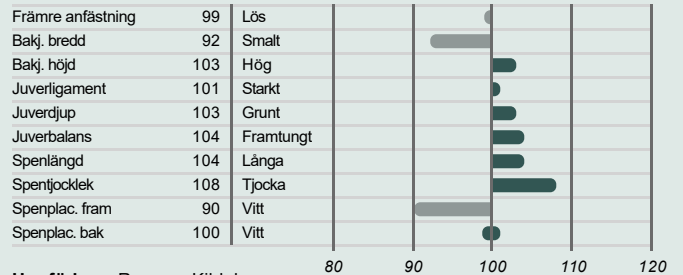 Främre anfästning 99 Lös
Bakj. bredd 92 Smalt
Bakj. höjd 103 Hög
Juverligament 101 Starkt
Juverdjup 103 Grunt
Juverbalans 104 Framtungt
Spenlängd 104 Långa
Spentjocklek 108 Tjocka
Spenplac. fram 90 Vitt
Spenplac. bak 100 Vitt
80 90 100 110 120